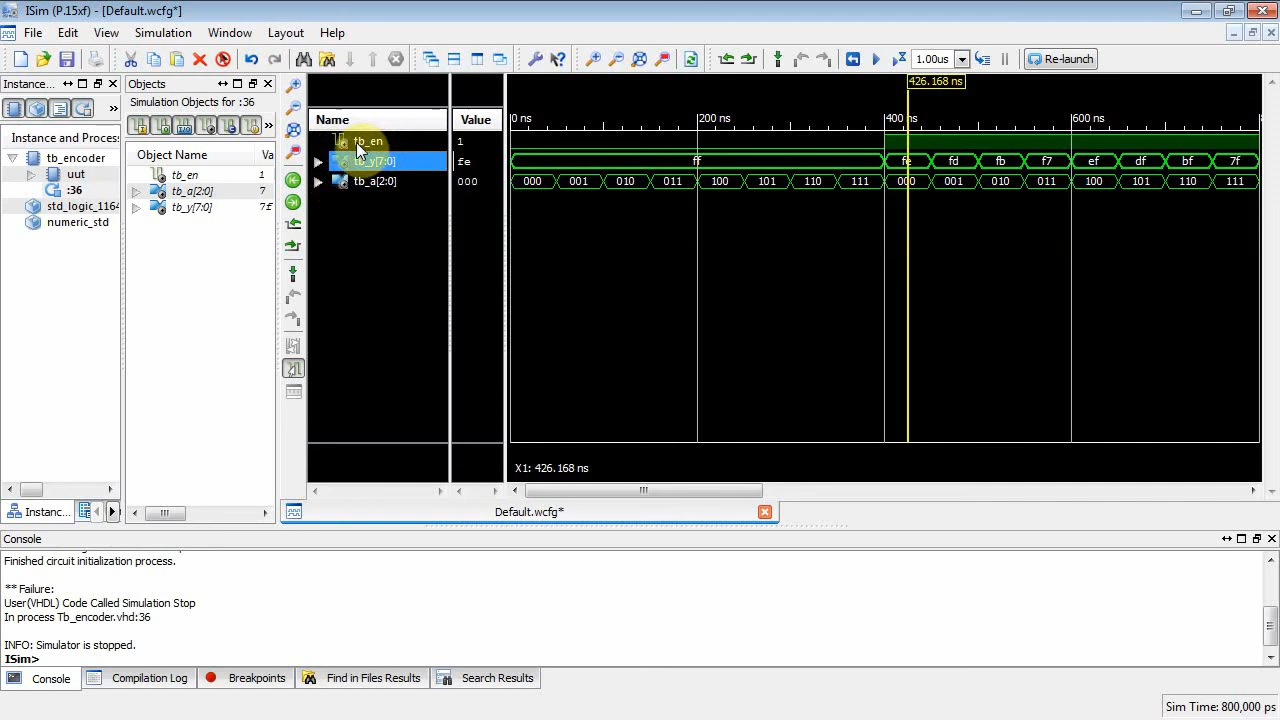 ISim (P.15xf) - [Default.wcfg*]
File Edit View Simulation Window Layout Help
1.00us Re-launch
Instance...
Objects
Simulation Objects for :36
Instance and Proces
tb_encoder
uut
:36
std_logic_1164
numeric_std
Object Name Va
tb_en 1
tb_a[2:0] 7
tb_y[7:0] 7f
Name Value
tb_en 1
tb_y[7:0] fe
tb_a[2:0] 000
426.168 ns
0 ns 200 ns 400 ns 600 ns 8
ff fe fd fb f7 ef df bf 7f
000 001 010 011 100 101 110 111 000 001 010 011 100 101 110 111
X1: 426.168 ns
Instanc...
Default.wcfg*
Console
Finished circuit initialization process.
** Failure:
User(VHDL) Code Called Simulation Stop
In process Tb_encoder.vhd:36
INFO: Simulator is stopped.
ISim>
Console Compilation Log Breakpoints Find in Files Results Search Results
Sim Time: 800,000 ps